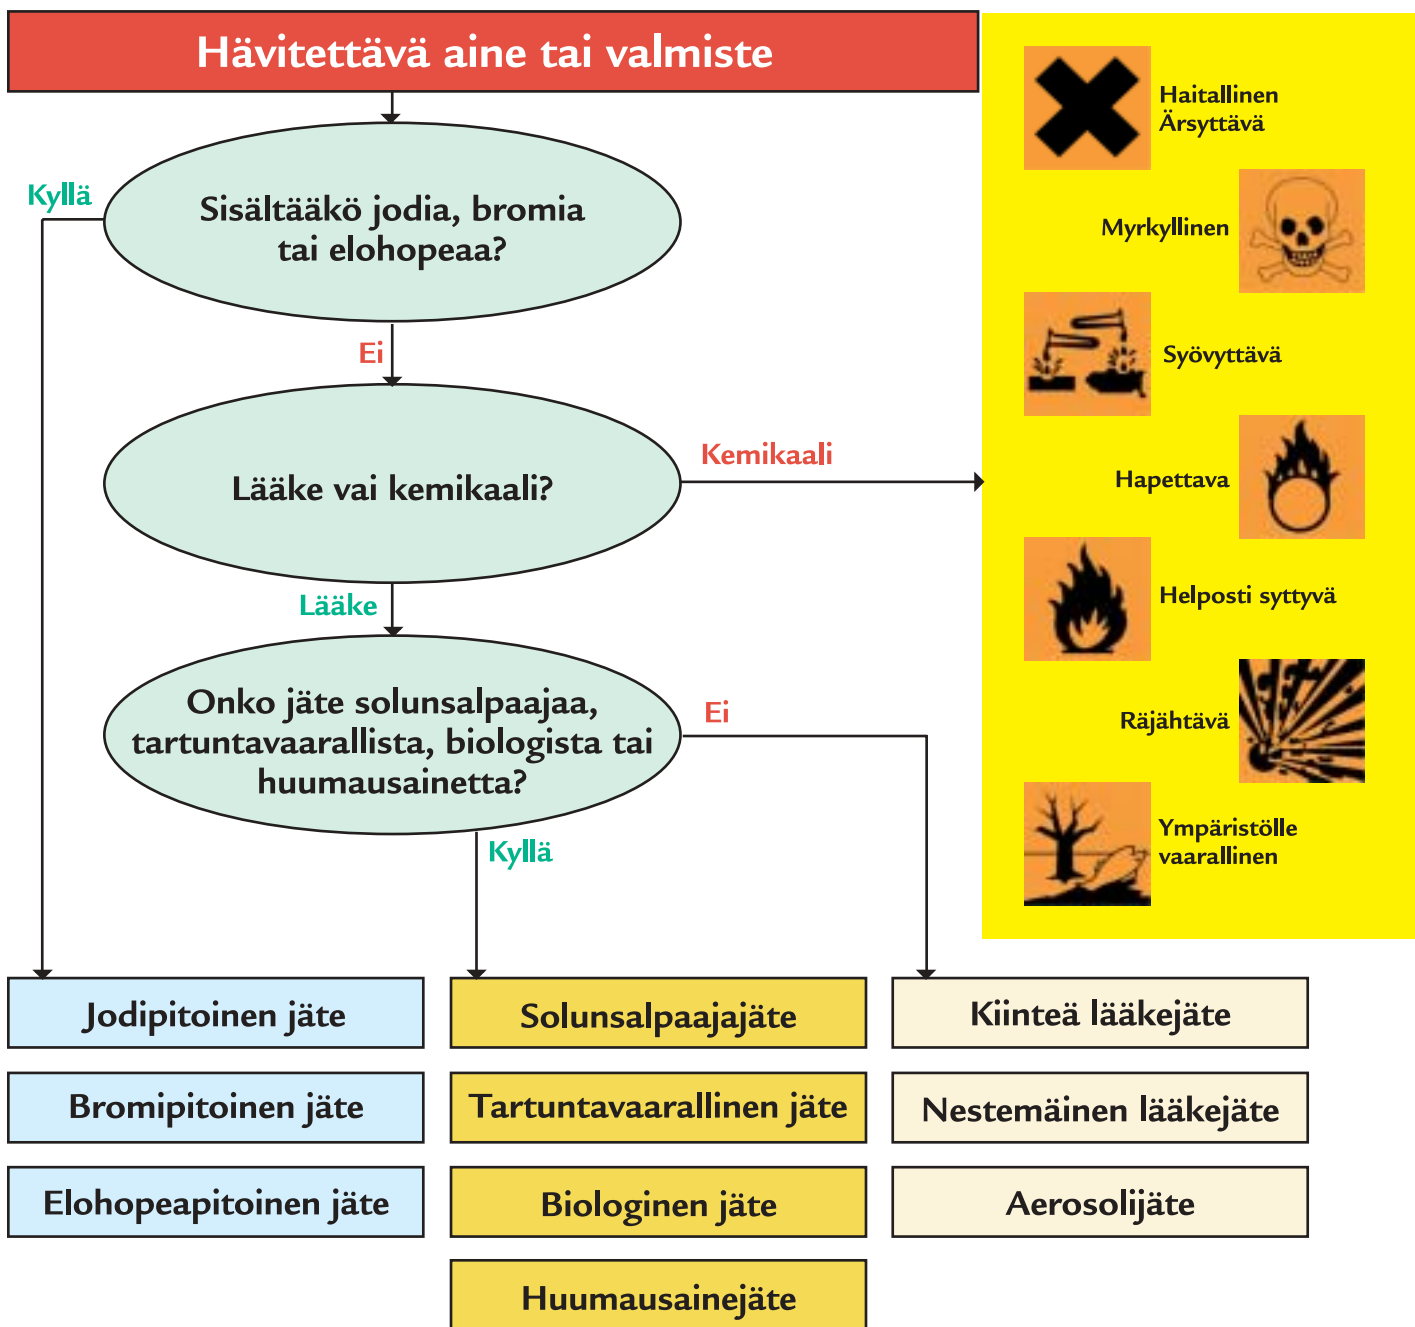 Hävitettävä aine tai valmiste
Kyllä
Sisältääkö jodia, bromia
tai elohopeaa?
Ei
Lääke vai kemikaali?
Kemikaali
Lääke
Onko jäte solunsalpaajaa,
tartuntavaarallista, biologista tai
huumausainetta?
Ei
Kyllä
Haitallinen
Ärsyttävä
Myrkyllinen
Syövyttävä
Hapettava
Helposti syttyvä
Räjähtävä
Ympäristölle
vaarallinen
Jodipitoinen jäte
Bromipitoinen jäte
Elohopeapitoinen jäte
Solunsalpaajajäte
Tartuntavaarallinen jäte
Biologinen jäte
Huumausainejäte
Kiinteä lääkejäte
Nestemäinen lääkejäte
Aerosolijäte